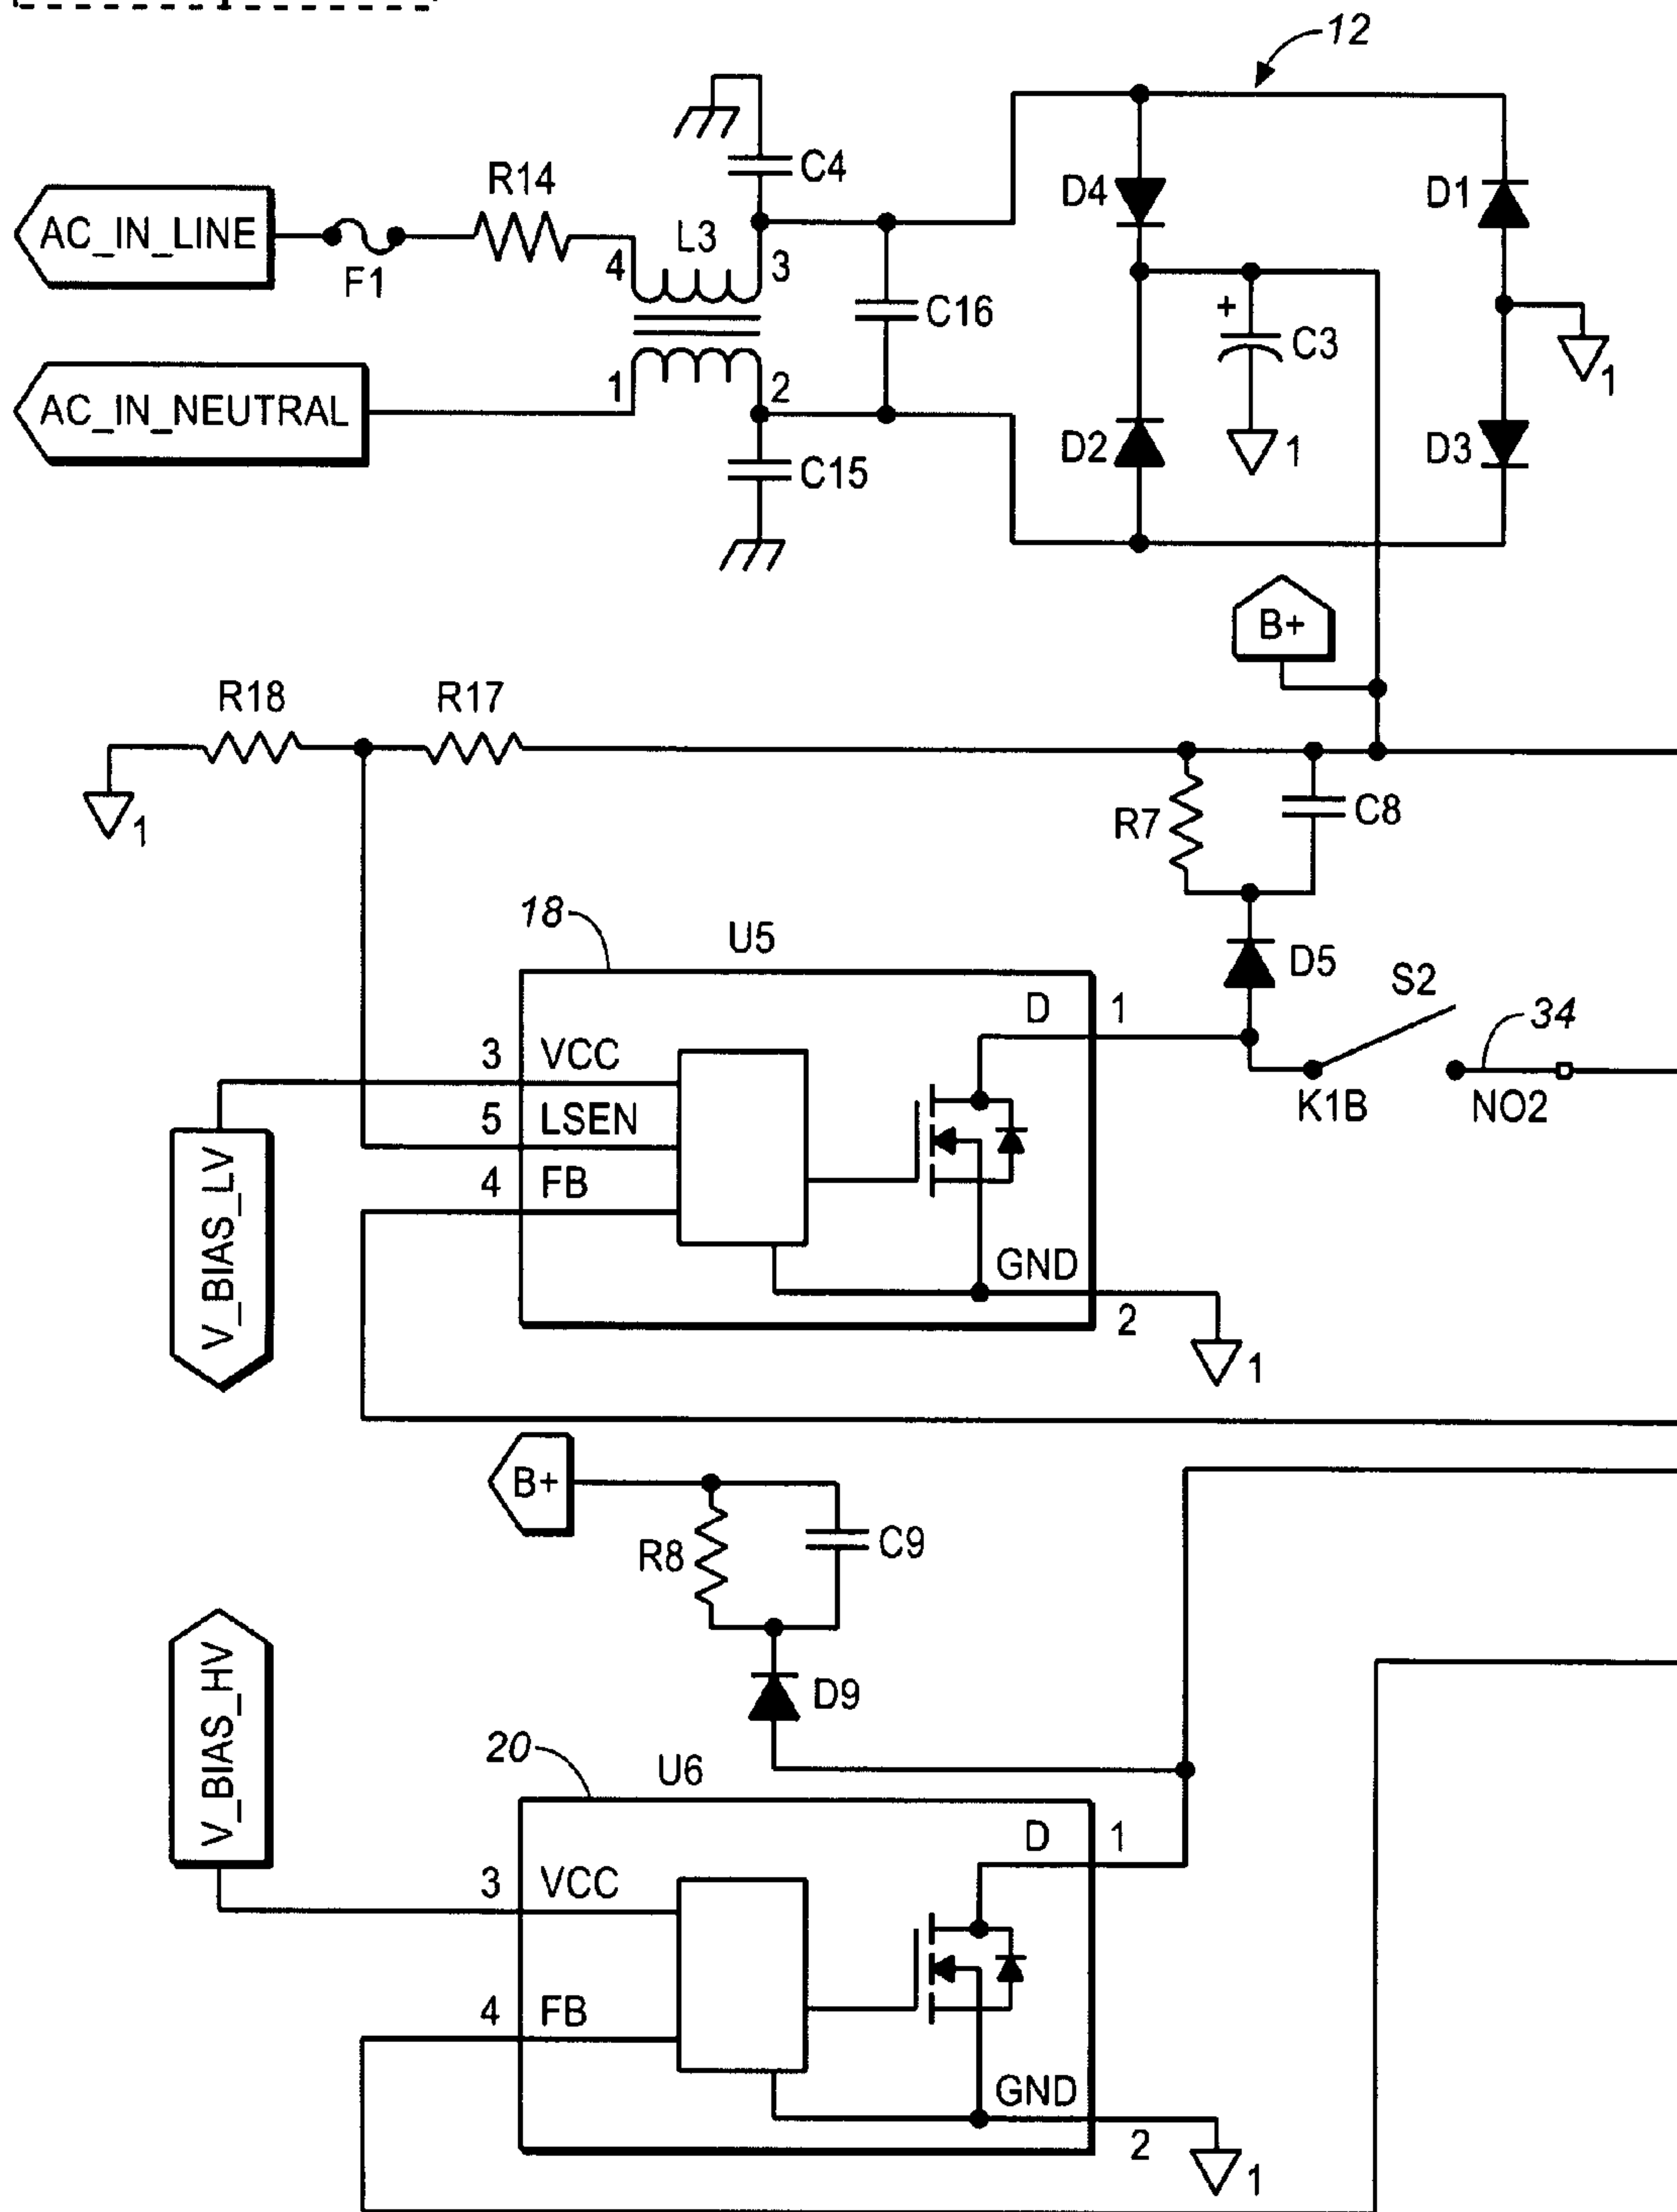 12
C4
R14
D4
D1
AC_IN_LINE
L3
F1
4
3
+
C16
C3
1
AC_IN_NEUTRAL
1
2
D2
1
D3
C15
B+
R18
R17
1
R7
C8
18
U5
D5
S2
D
1
34
3
VCC
K1B
NO2
5
LSEN
4
FB
V_BIAS_LV
GND
2
1
B+
R8
C9
V_BIAS_HV
D9
20
U6
D
1
3
VCC
4
FB
GND
2
1